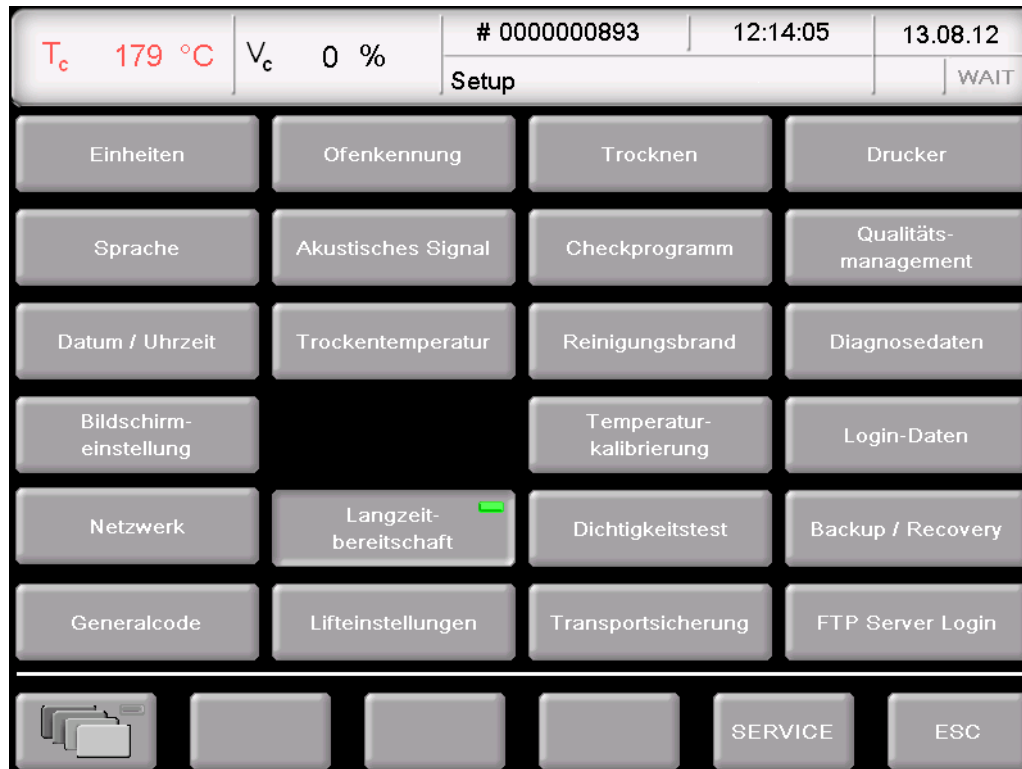 Tc 179 °C
Vc 0 %
# 0000000893
12:14:05
13.08.12
Setup
WAIT
Einheiten
Ofenkennung
Trocknen
Drucker
Sprache
Akustisches Signal
Checkprogramm
Qualitäts-
management
Datum / Uhrzeit
Trockentemperatur
Reinigungsbrand
Diagnosedaten
Bildschirm-
einstellung
Temperatur-
kalibrierung
Login-Daten
Netzwerk
Langzeit-
bereitschaft
Dichtigkeitstest
Backup / Recovery
Generalcode
Lifteinstellungen
Transportsicherung
FTP Server Login
SERVICE
ESC